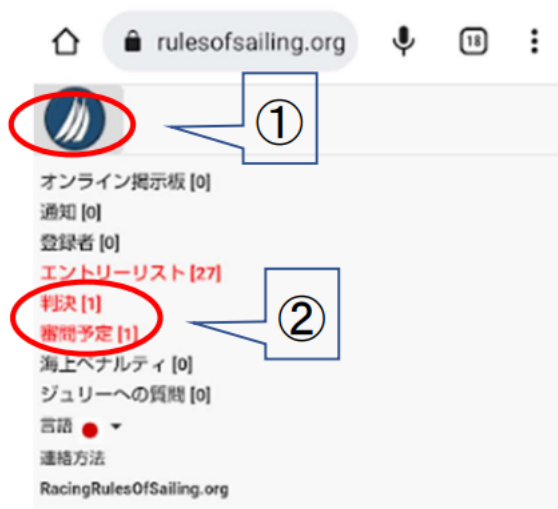 rulesofsailing.org
18
①
オンライン掲示板 [0]
通知 [0]
登録者 [0]
エントリーリスト [27]
判決 [1]
審問予定 [1]
②
海上ペナルティ [0]
ジュリーへの質問 [0]
言語
連絡方法
RacingRulesOfSailing.org